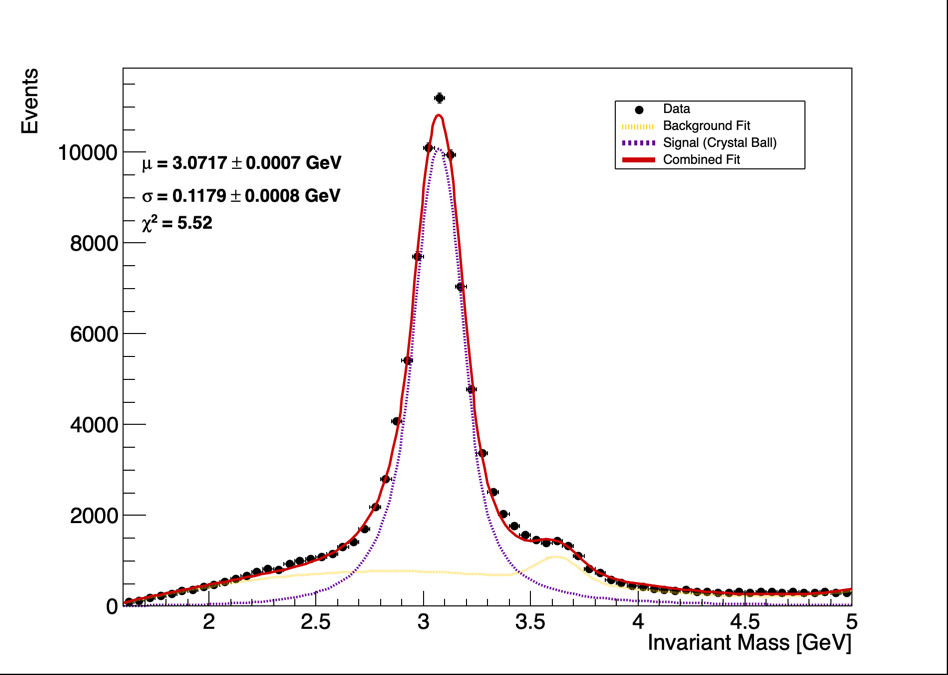 Events
10000
8000
6000
4000
2000
0
μ = 3.0717 ± 0.0007 GeV
σ = 0.1179 ± 0.0008 GeV
χ² = 5.52
Data
Background Fit
Signal (Crystal Ball)
Combined Fit
2 2.5 3 3.5 4 4.5 5
Invariant Mass [GeV]